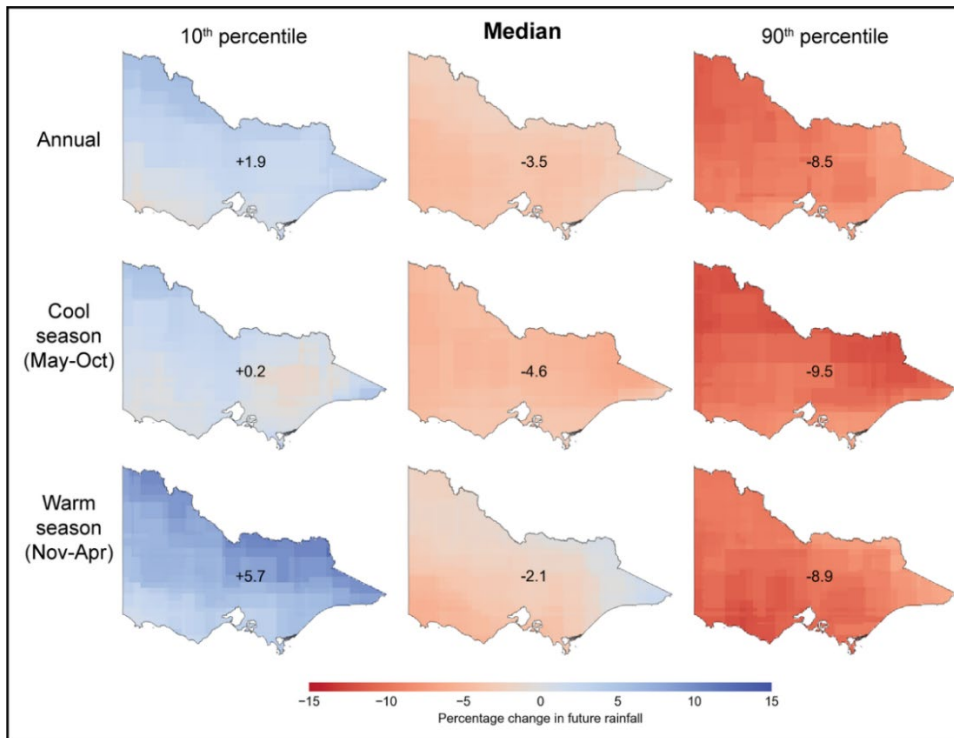 10th percentile
Median
90th percentile
Annual
+1.9
-3.5
-8.5
Cool
season
(May-Oct)
+0.2
-4.6
-9.5
Warm
season
(Nov-Apr)
+5.7
-2.1
-8.9
−15 −10 −5 0 5 10 15
Percentage change in future rainfall